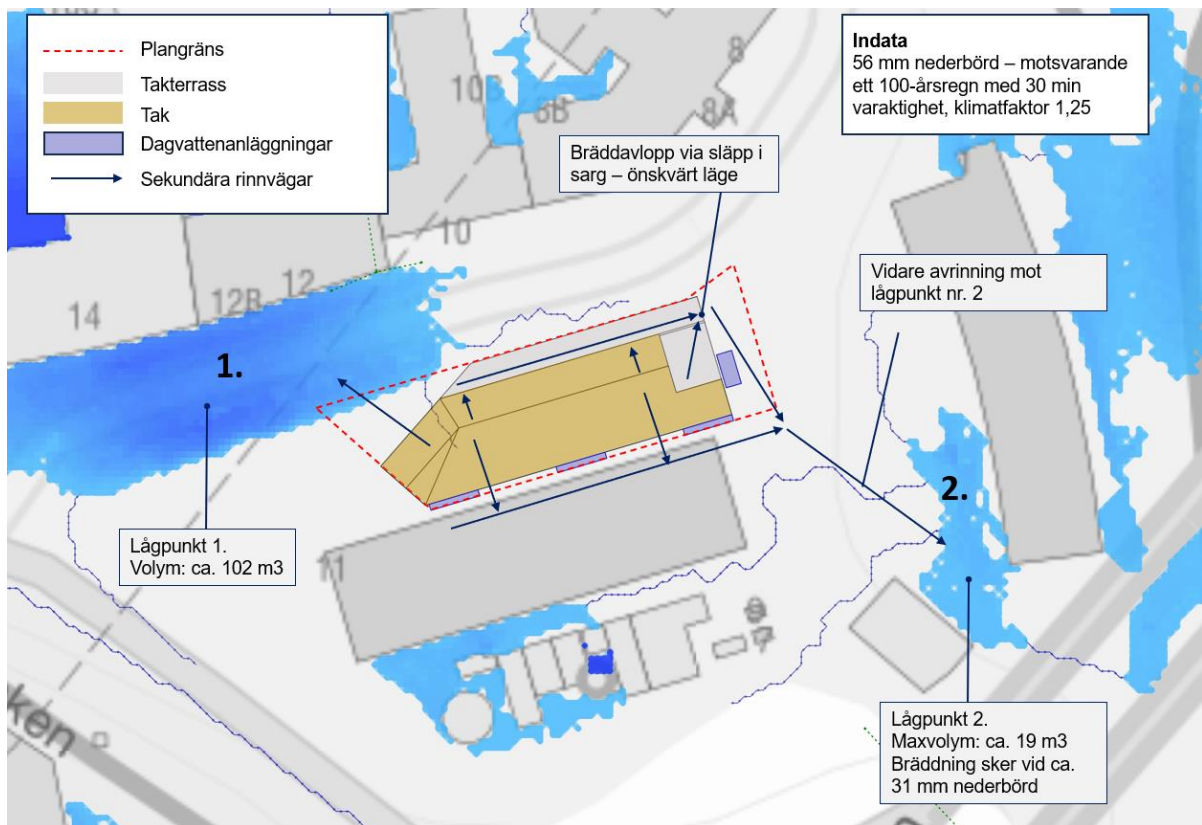 Plangräns
Takterrass
Tak
Dagvattenanläggningar
Sekundära rinnvägar
Indata
56 mm nederbörd – motsvarande
ett 100-årsregn med 30 min
varaktighet, klimatfaktor 1,25
Bräddavlopp via släpp i
sarg – önskvärt läge
Vidare avrinning mot
lågpunkt nr. 2
8
10B
8B
8A
10
12
12B
14
1.
2.
Lågpunkt 1.
Volym: ca. 102 m3
11
9
Lågpunkt 2.
Maxvolym: ca. 19 m3
Bräddning sker vid ca.
31 mm nederbörd
ken